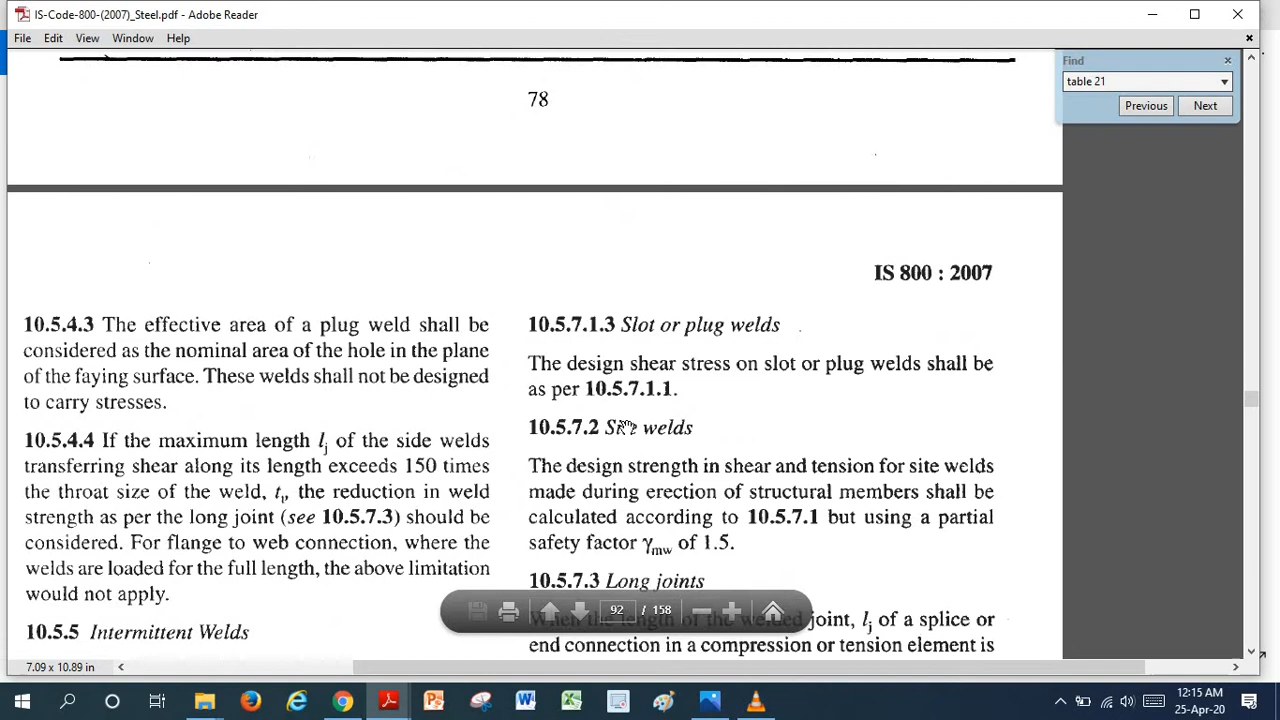 IS-Code-800-(2007)_Steel.pdf - Adobe Reader
File Edit View Window Help
Find
table 21
Previous Next
78
IS 800 : 2007
10.5.4.3 The effective area of a plug weld shall be
considered as the nominal area of the hole in the plane
of the faying surface. These welds shall not be designed
to carry stresses.
10.5.4.4 If the maximum length lj of the side welds
transferring shear along its length exceeds 150 times
the throat size of the weld, tt, the reduction in weld
strength as per the long joint (see 10.5.7.3) should be
considered. For flange to web connection, where the
welds are loaded for the full length, the above limitation
would not apply.
10.5.5 Intermittent Welds
10.5.7.1.3 Slot or plug welds
The design shear stress on slot or plug welds shall be
as per 10.5.7.1.1.
10.5.7.2 Site welds
The design strength in shear and tension for site welds
made during erection of structural members shall be
calculated according to 10.5.7.1 but using a partial
safety factor γmw of 1.5.
10.5.7.3 Long joints
When the length of the welded joint, lj of a splice or
end connection in a compression or tension element is
92 / 158
7.09 x 10.89 in
12:15 AM
25-Apr-20